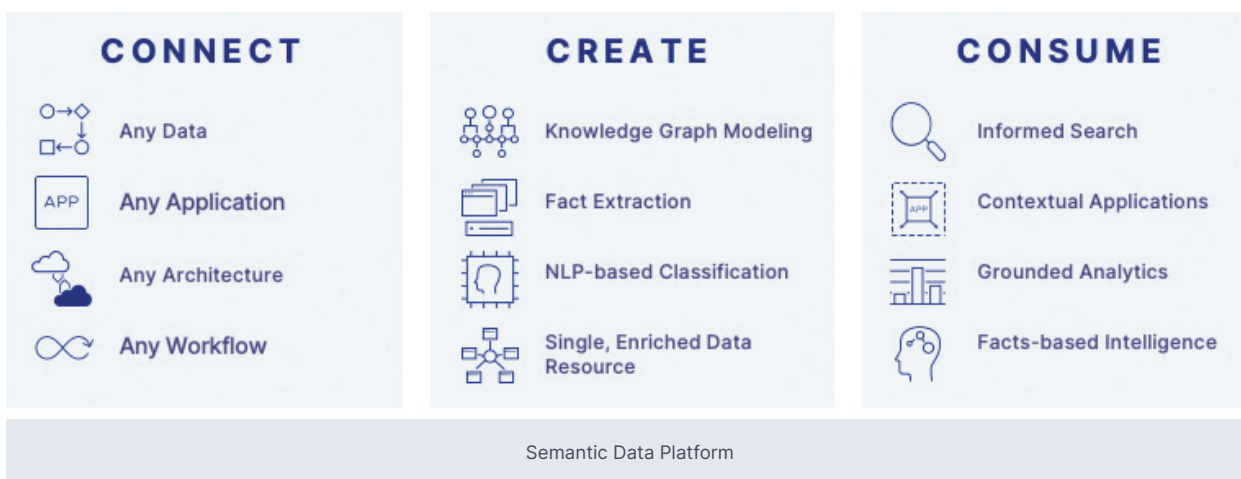 CONNECT
Any Data
APP
Any Application
Any Architecture
Any Workflow
CREATE
Knowledge Graph Modeling
Fact Extraction
NLP-based Classification
Single, Enriched Data
Resource
CONSUME
Informed Search
APP
Contextual Applications
Grounded Analytics
Facts-based Intelligence
Semantic Data Platform